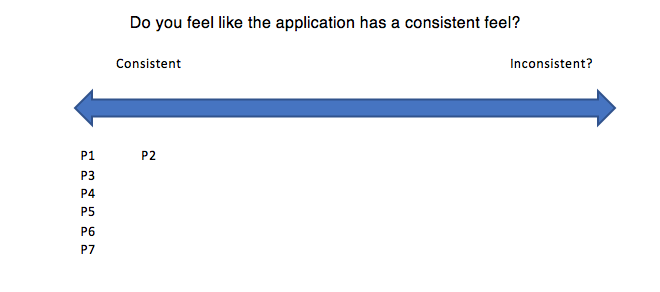 Do you feel like the application has a consistent feel?
Consistent Inconsistent?
P1 P2
P3
P4
P5
P6
P7